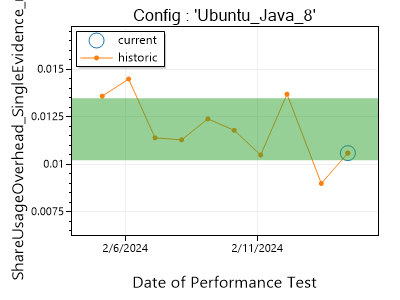 Config : 'Ubuntu_Java_8'
current
historic
0.015
0.0125
0.01
0.0075
ShareUsageOverhead_SingleEvidence_
2/6/2024
2/11/2024
Date of Performance Test